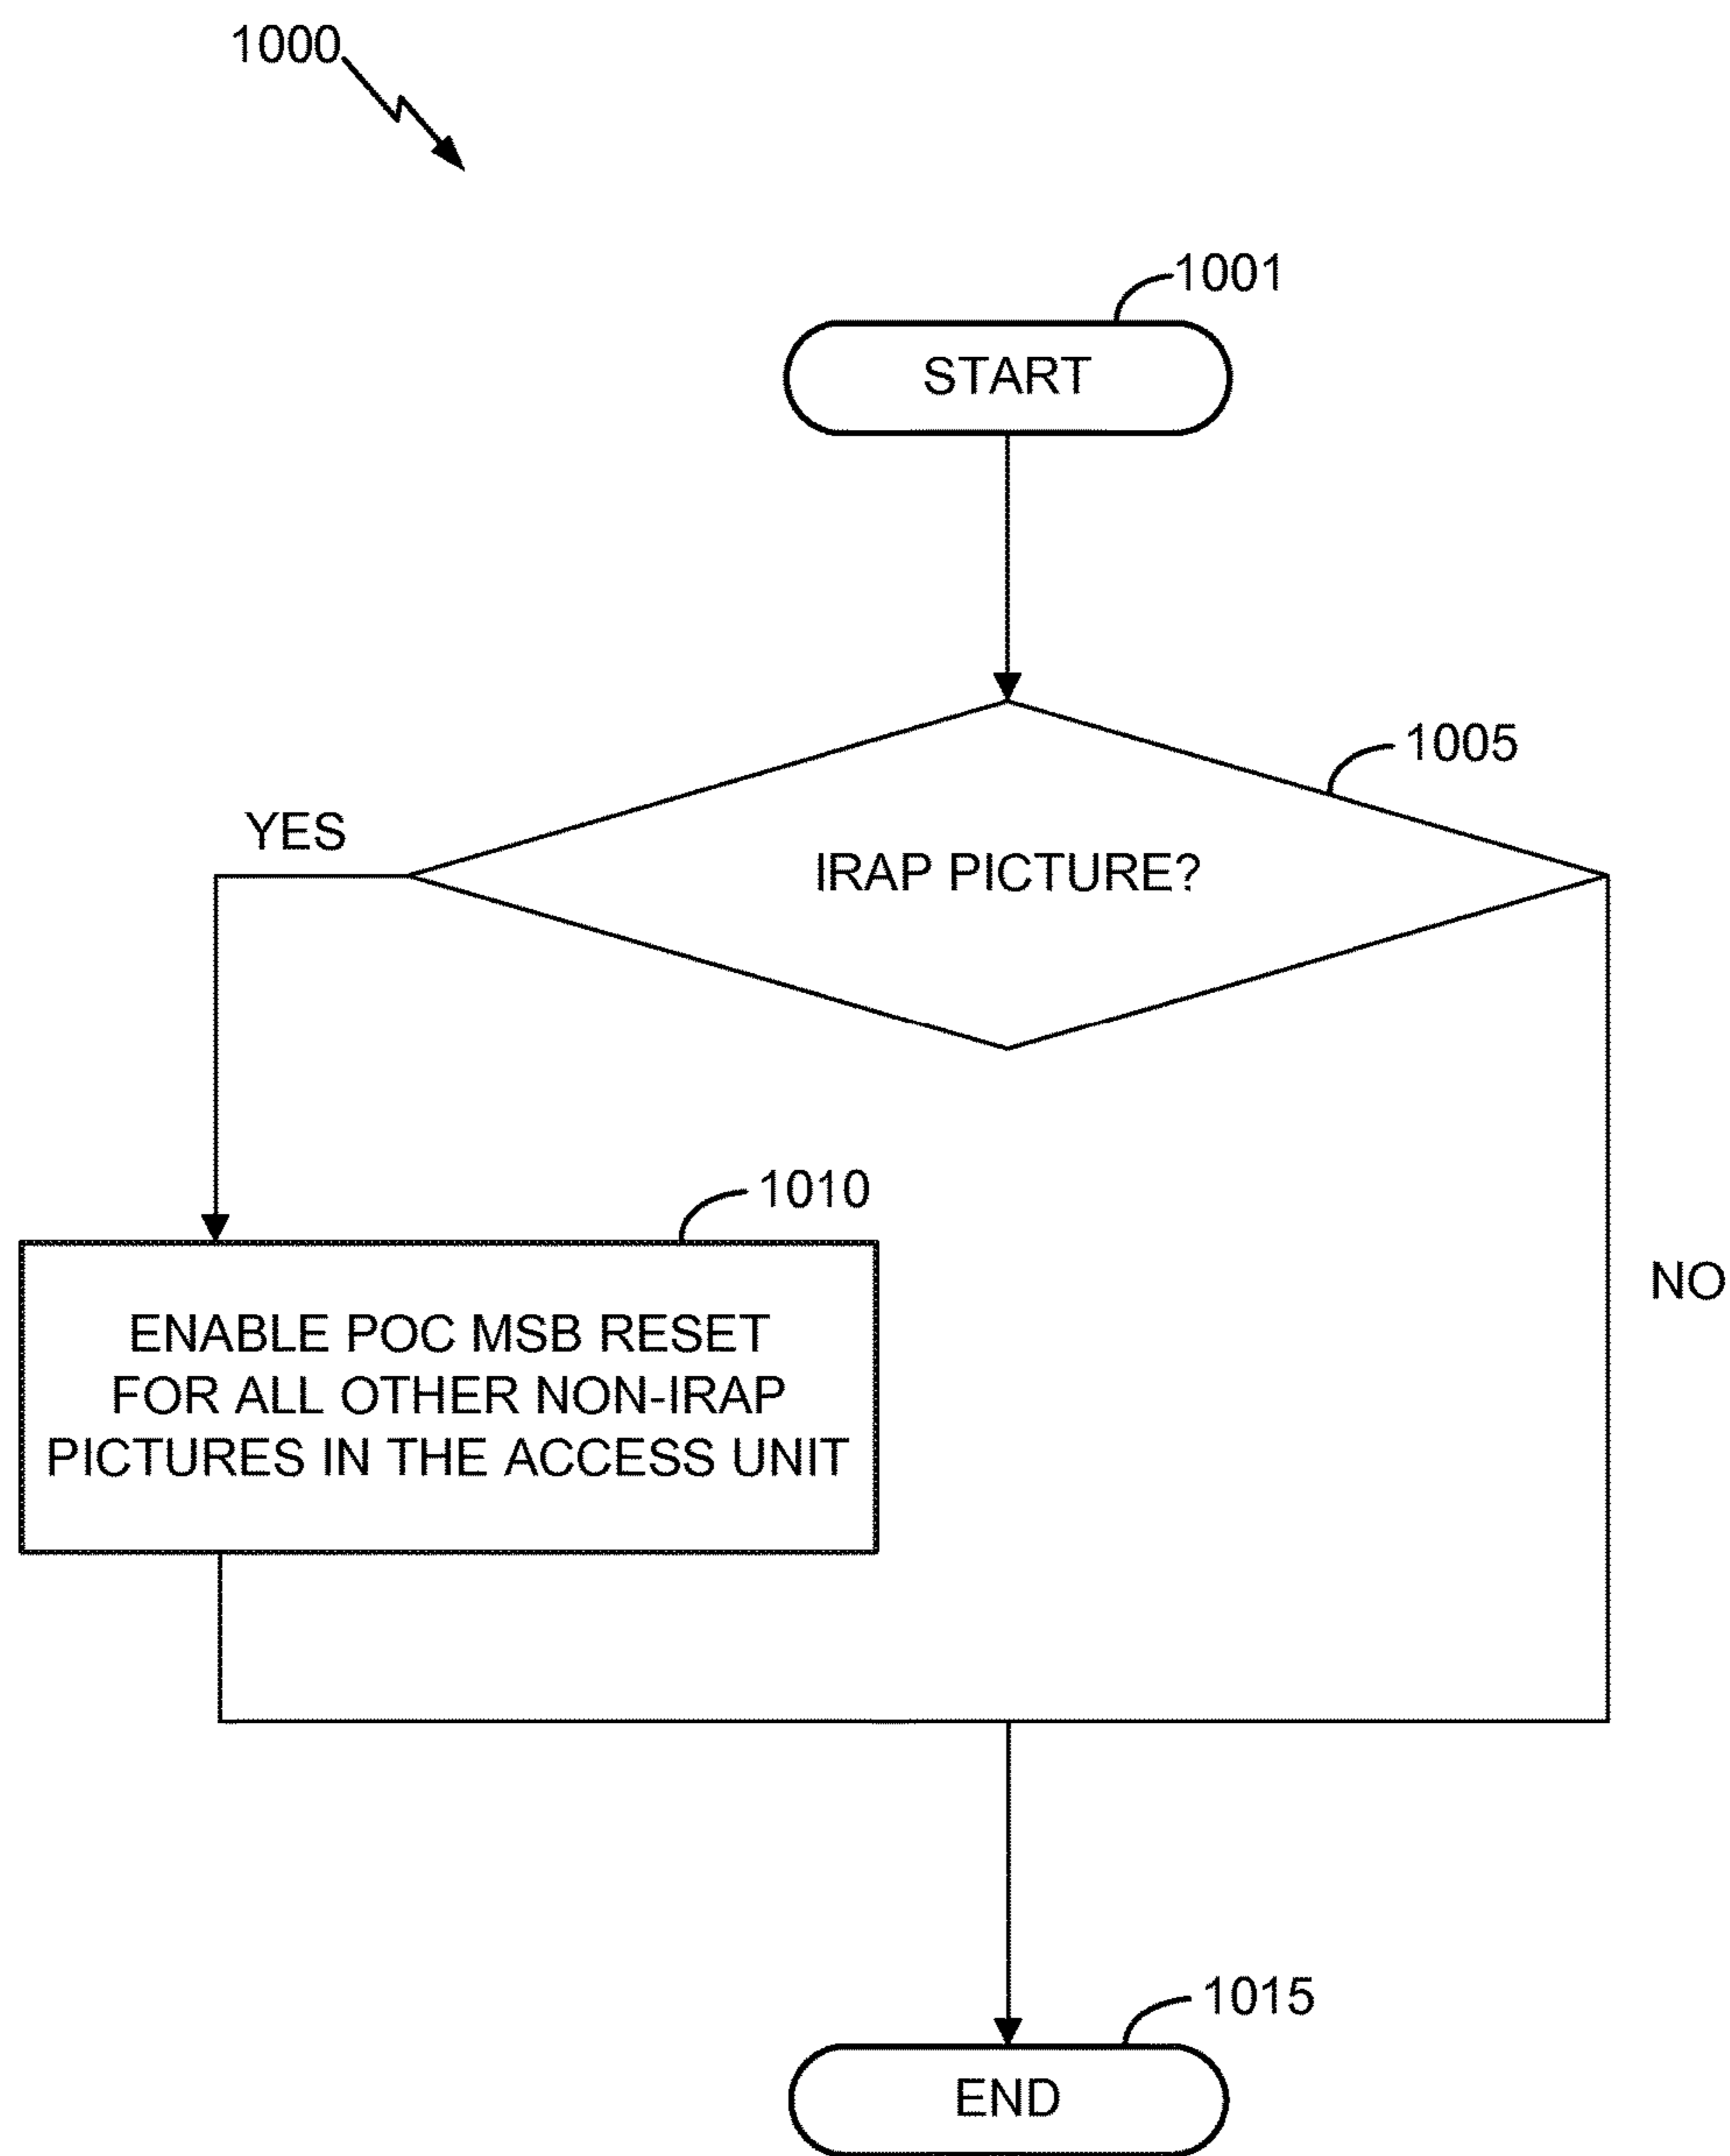 1000
1001
START
1005
YES
IRAP PICTURE?
1010
NO
ENABLE POC MSB RESET
FOR ALL OTHER NON-IRAP
PICTURES IN THE ACCESS UNIT
1015
END